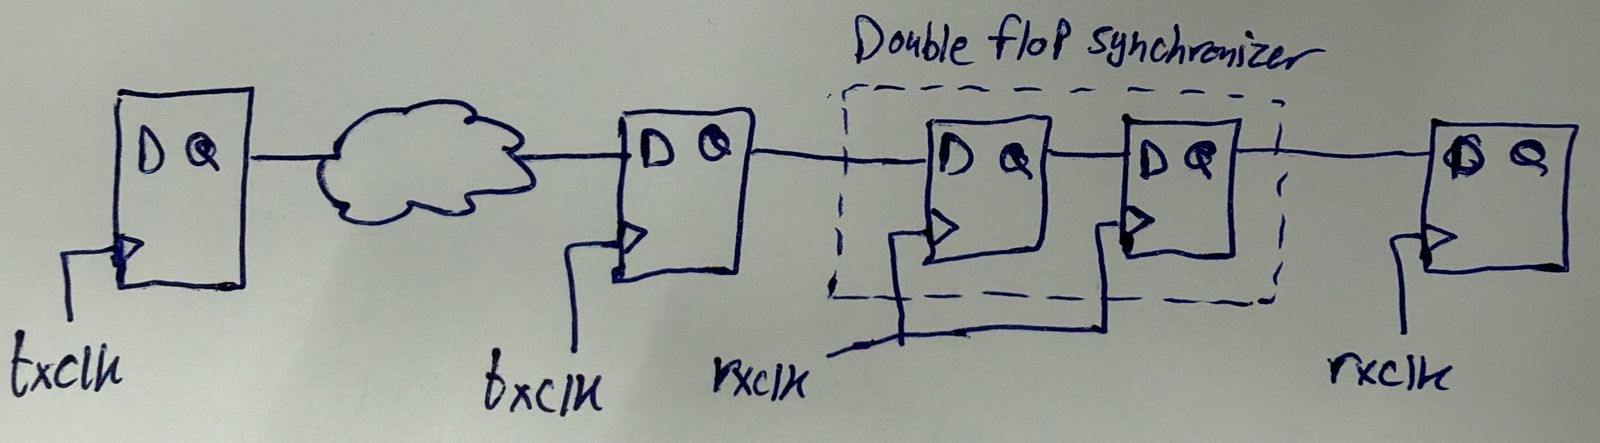 Double flop synchronizer
D Q
D Q
D Q
D Q
D Q
txclk
txclk
rxclk
rxclk